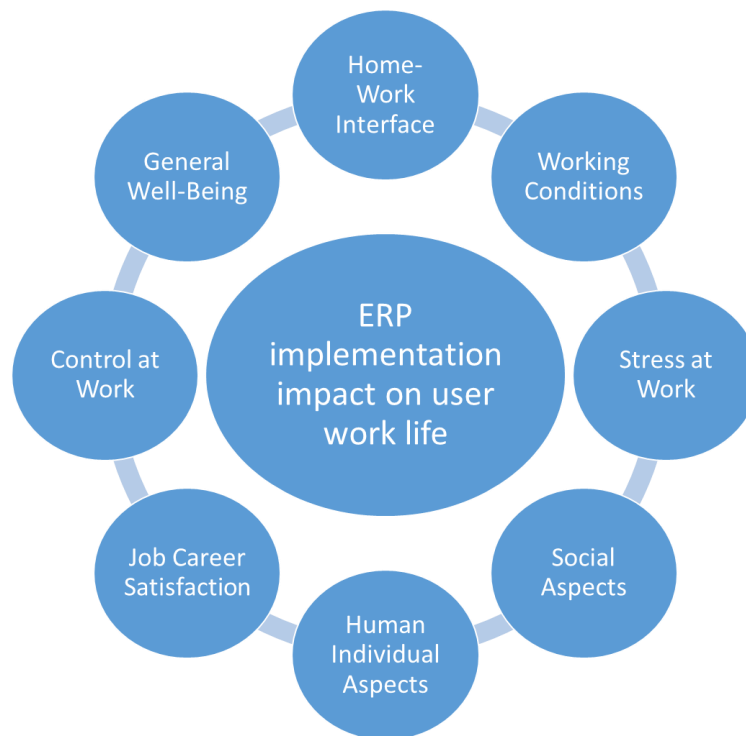 Home-
Work
Interface
General
Well-Being
Working
Conditions
ERP
implementation
impact on user
work life
Control at
Work
Stress at
Work
Job Career
Satisfaction
Social
Aspects
Human
Individual
Aspects